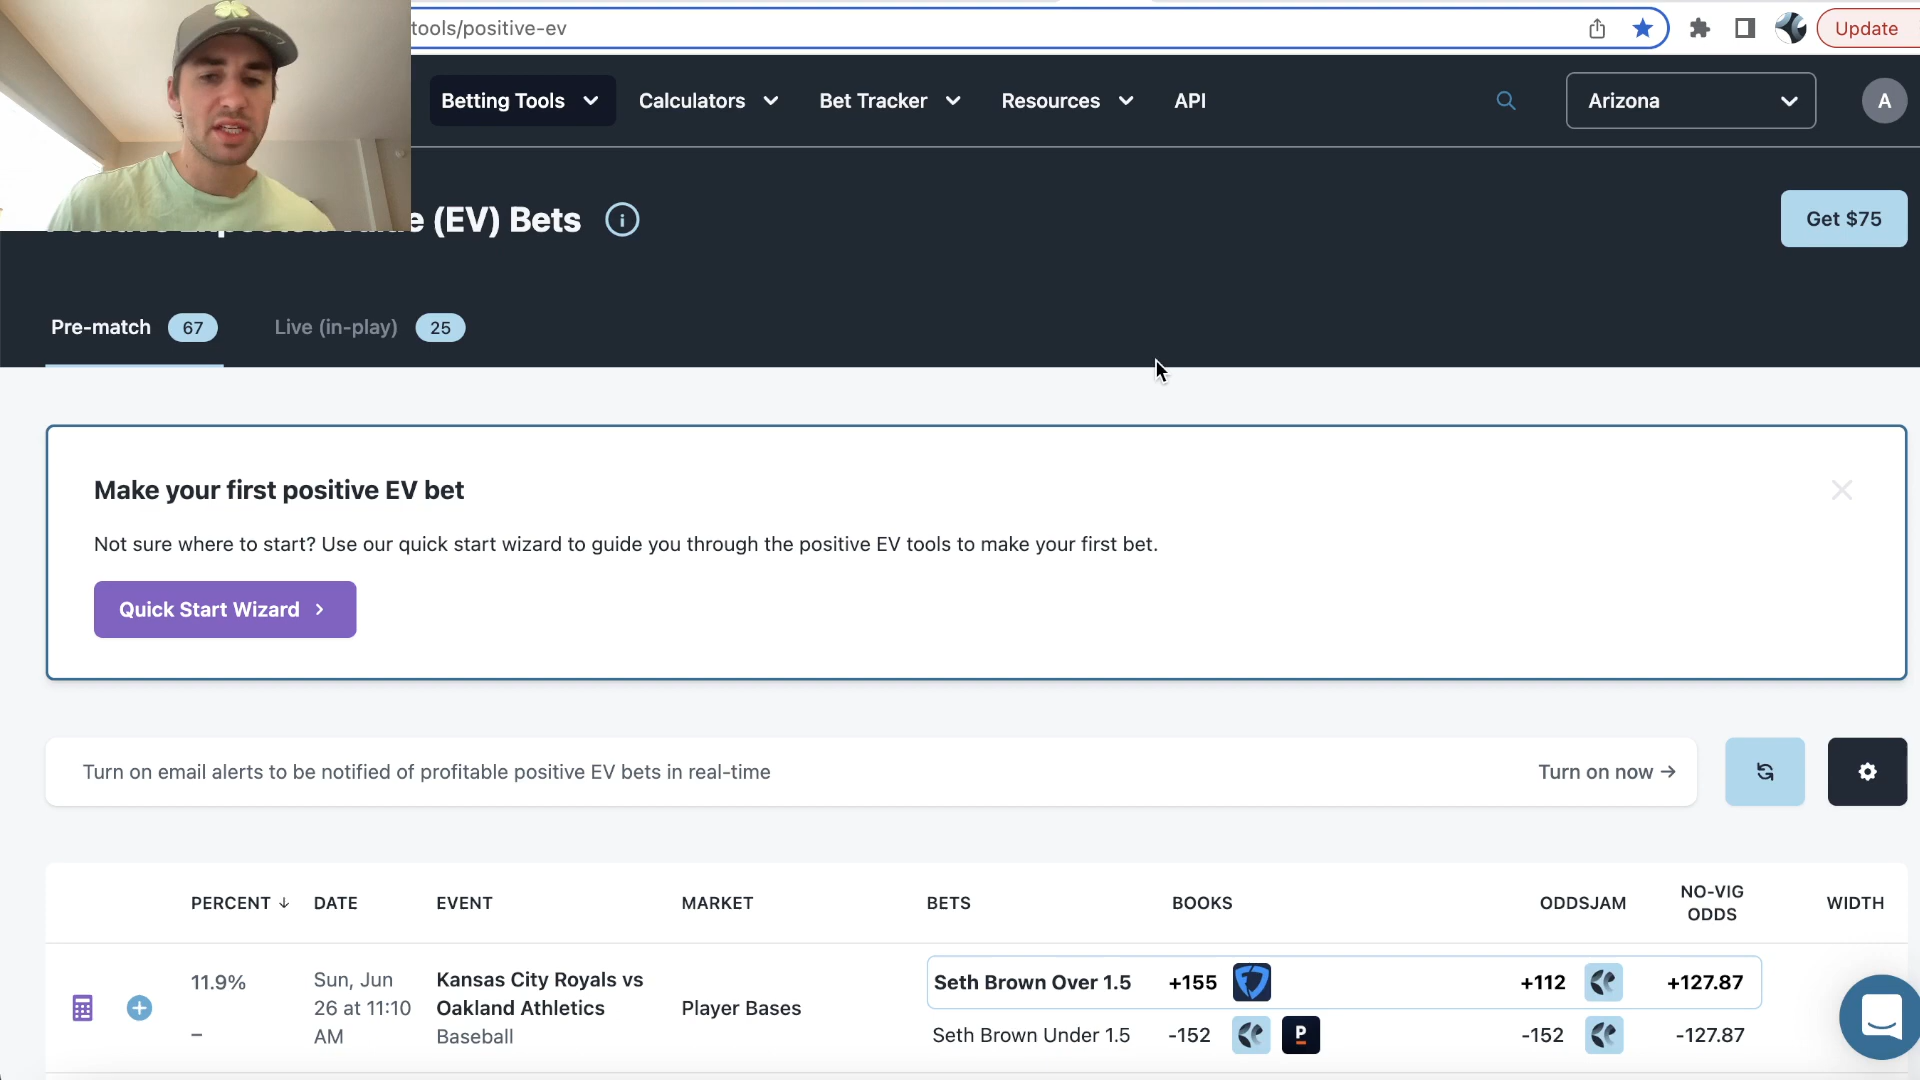 tools/positive-ev
Update
Betting Tools
Calculators
Bet Tracker
Resources
API
Arizona
A
(EV) Bets
Get $75
Pre-match 67
Live (in-play) 25
Make your first positive EV bet
Not sure where to start? Use our quick start wizard to guide you through the positive EV tools to make your first bet.
Quick Start Wizard
Turn on email alerts to be notified of profitable positive EV bets in real-time
Turn on now →
PERCENT ↓ DATE EVENT MARKET BETS BOOKS ODDSJAM NO-VIG ODDS WIDTH
11.9%
–
Sun, Jun
26 at 11:10
AM
Kansas City Royals vs
Oakland Athletics
Baseball
Player Bases
Seth Brown Over 1.5 +155 +112 +127.87
Seth Brown Under 1.5 -152 P -152 -127.87